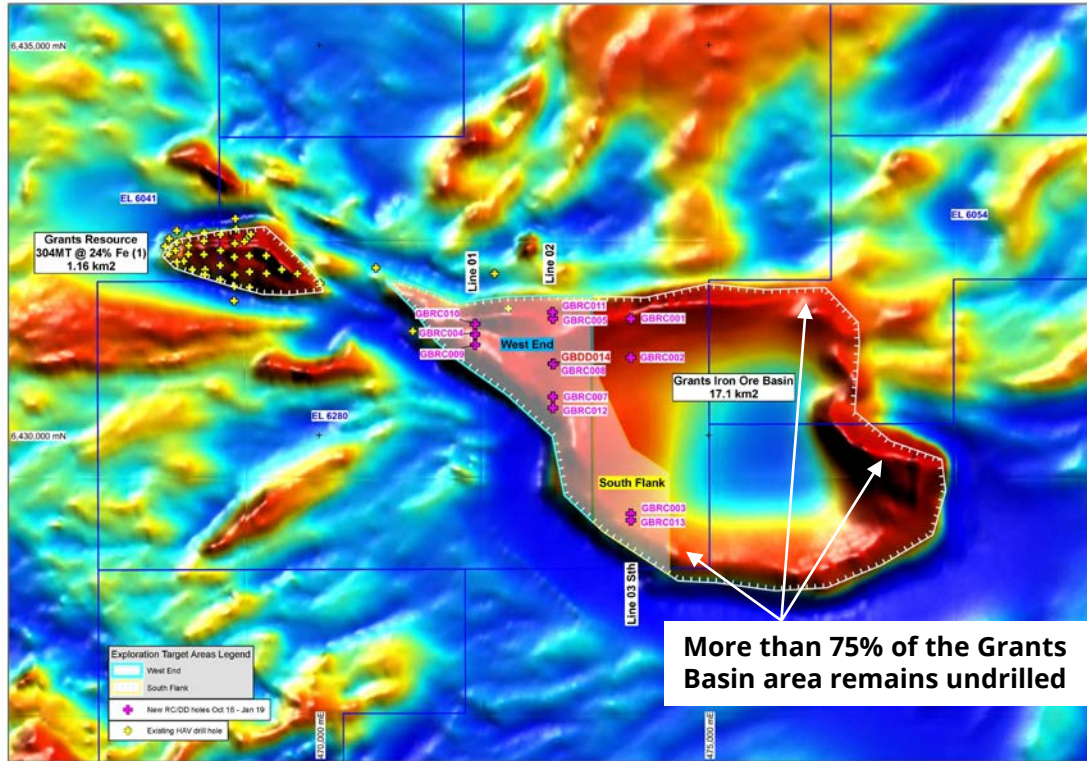 6,435,000 mN
EL 6041
EL 6054
Grants Resource
304MT @ 24% Fe (1)
1.16 km2
Line 01
Line 02
GBRC010
GBRC004
GBRC009
GBRC011
GBRC005
GBRC001
West End
GBDD014
GBRC008
GBRC002
Grants Iron Ore Basin
17.1 km2
GBRC007
GBRC012
EL 6280
6,430,000 mN
South Flank
GBRC003
GBRC013
Line 03 Sth
More than 75% of the Grants
Basin area remains undrilled
Exploration Target Areas Legend
West End
South Flank
New RC/DD holes Oct 18 - Jan 19
Existing HAV drill hole
470,000 mE
475,000 mE